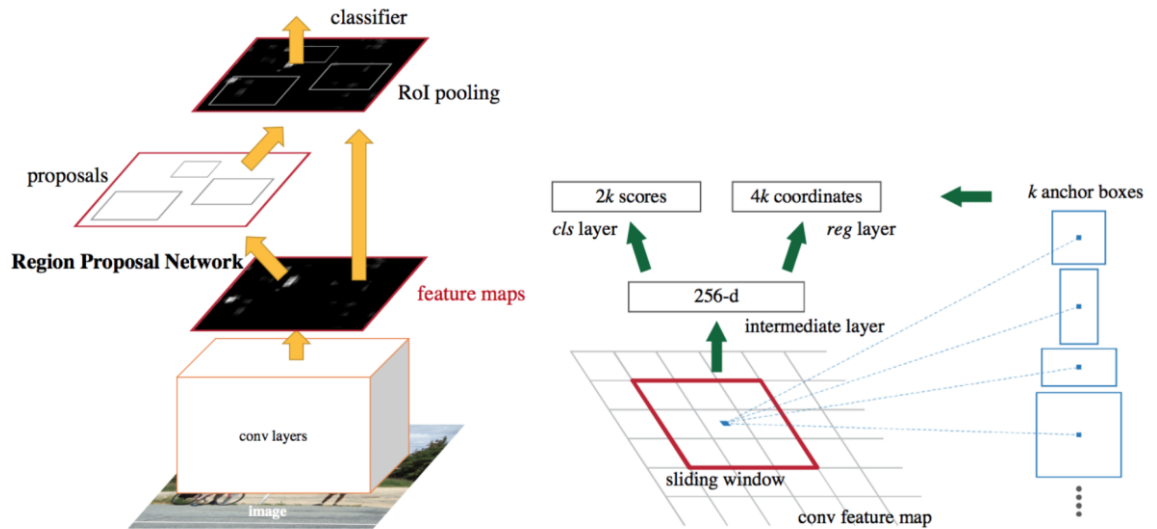 classifier
RoI pooling
proposals
Region Proposal Network
feature maps
conv layers
image
2k scores
4k coordinates
k anchor boxes
cls layer
reg layer
256-d
intermediate layer
sliding window
conv feature map